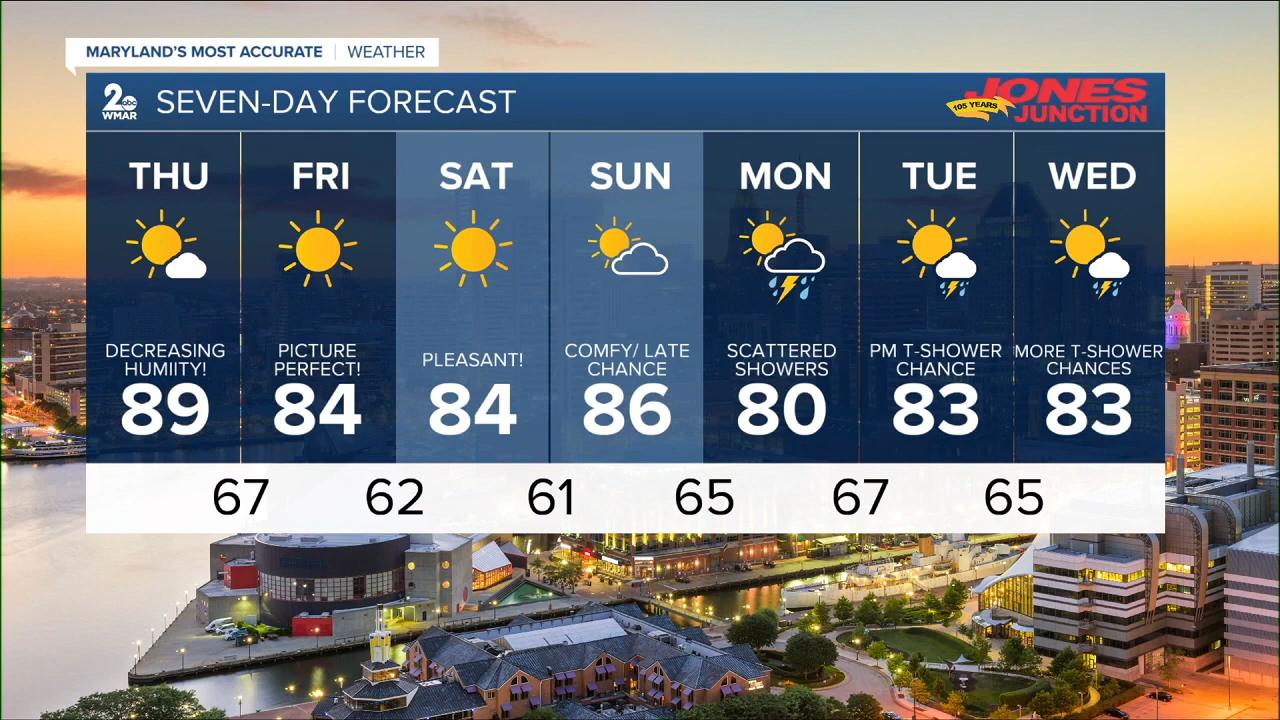 MARYLAND'S MOST ACCURATE | WEATHER
2 abc
WMAR
SEVEN-DAY FORECAST
105 YEARS
JONES
JUNCTION
THU
DECREASING
HUMIITY!
89
FRI
PICTURE
PERFECT!
84
SAT
PLEASANT!
84
SUN
COMFY/ LATE
CHANCE
86
MON
SCATTERED
SHOWERS
80
TUE
PM T-SHOWER
CHANCE
83
WED
MORE T-SHOWER
CHANCES
83
67 62 61 65 67 65